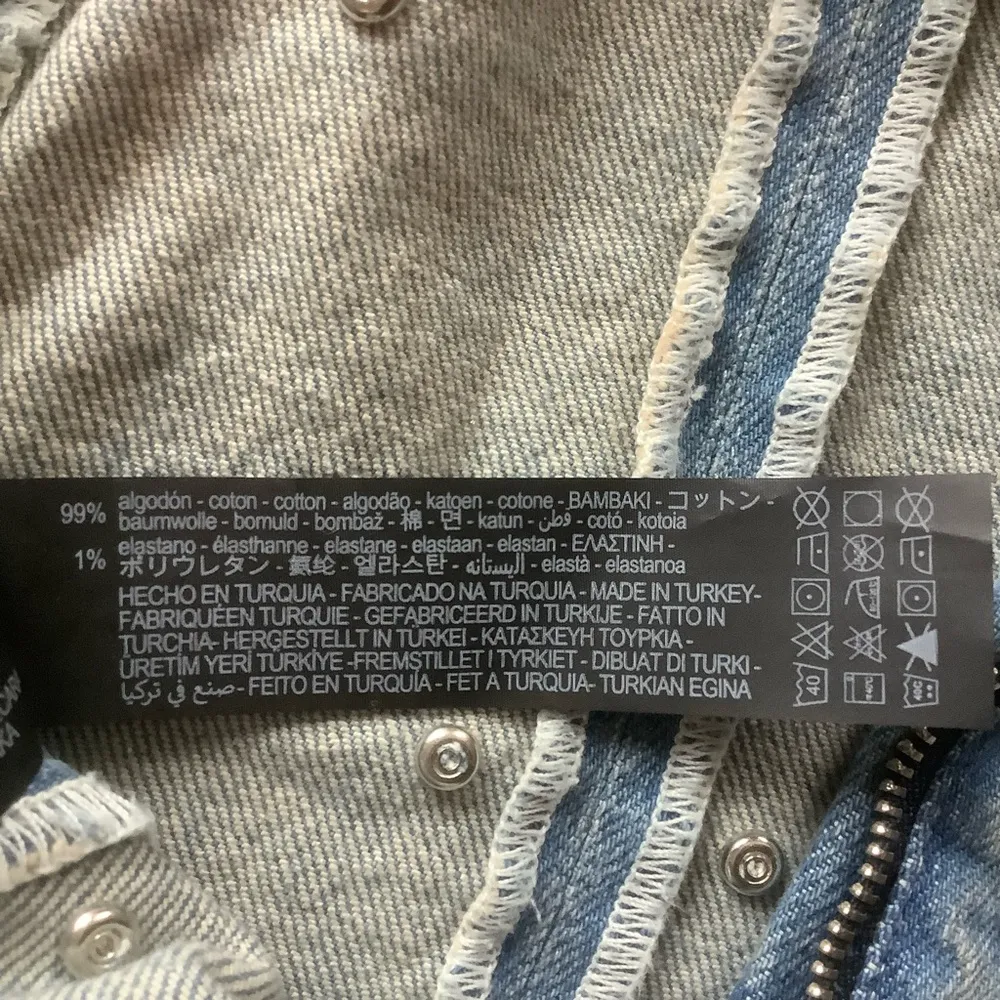 99% algodón - coton - cotton - algodão - katoen - cotone - BAMBAKI - コットン -
baumwolle - bomuld - bombaž - 棉 - 면 - katun - قطن - cotó - kotoia
1% elastano - élasthanne - elastane - elastaan - elastan - ΕΛΑΣΤΙΝΗ -
ポリウレタン - 氨纶 - 엘라스탄 - اليستانه - elastà - elastanoa
HECHO EN TURQUIA - FABRICADO NA TURQUIA - MADE IN TURKEY-
FABRIQUÉEN TURQUIE - GEFABRICEERD IN TURKIJE - FATTO IN
TURCHIA- HERGESTELLT IN TÜRKEI - ΚΑΤΑΣΚΕΥΗ ΤΟΥΡΚΙΑ -
ÜRETİM YERİ TÜRKİYE -FREMSTILLET I TYRKIET - DIBUAT DI TURKI -
صنع في تركيا - FEITO EN TURQUÍA - FET A TURQUIA- TURKIAN EGINA
40
40°C
40C